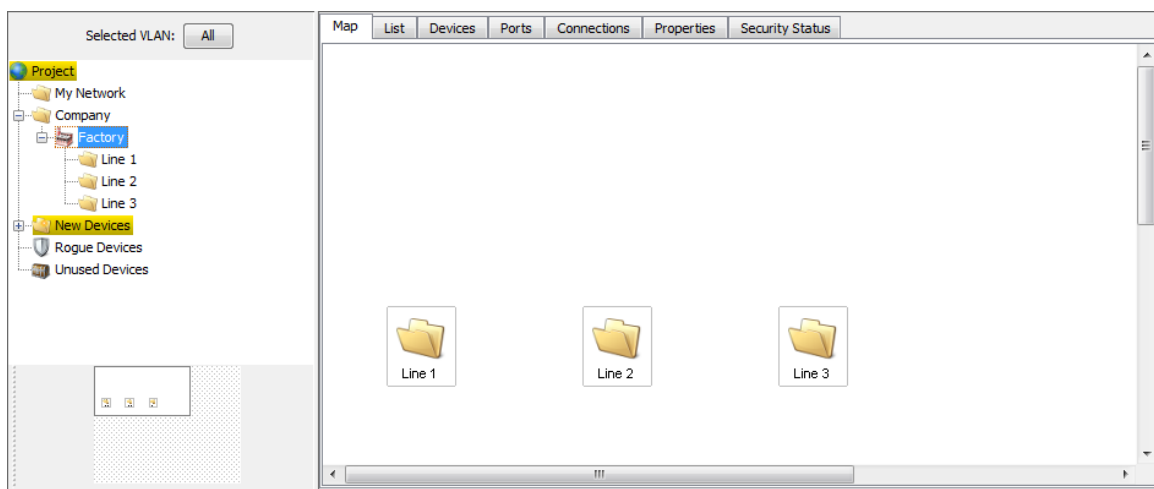 Selected VLAN: All
Project
My Network
Company
Factory
Line 1
Line 2
Line 3
New Devices
Rogue Devices
Unused Devices
Map List Devices Ports Connections Properties Security Status
Line 1 Line 2 Line 3